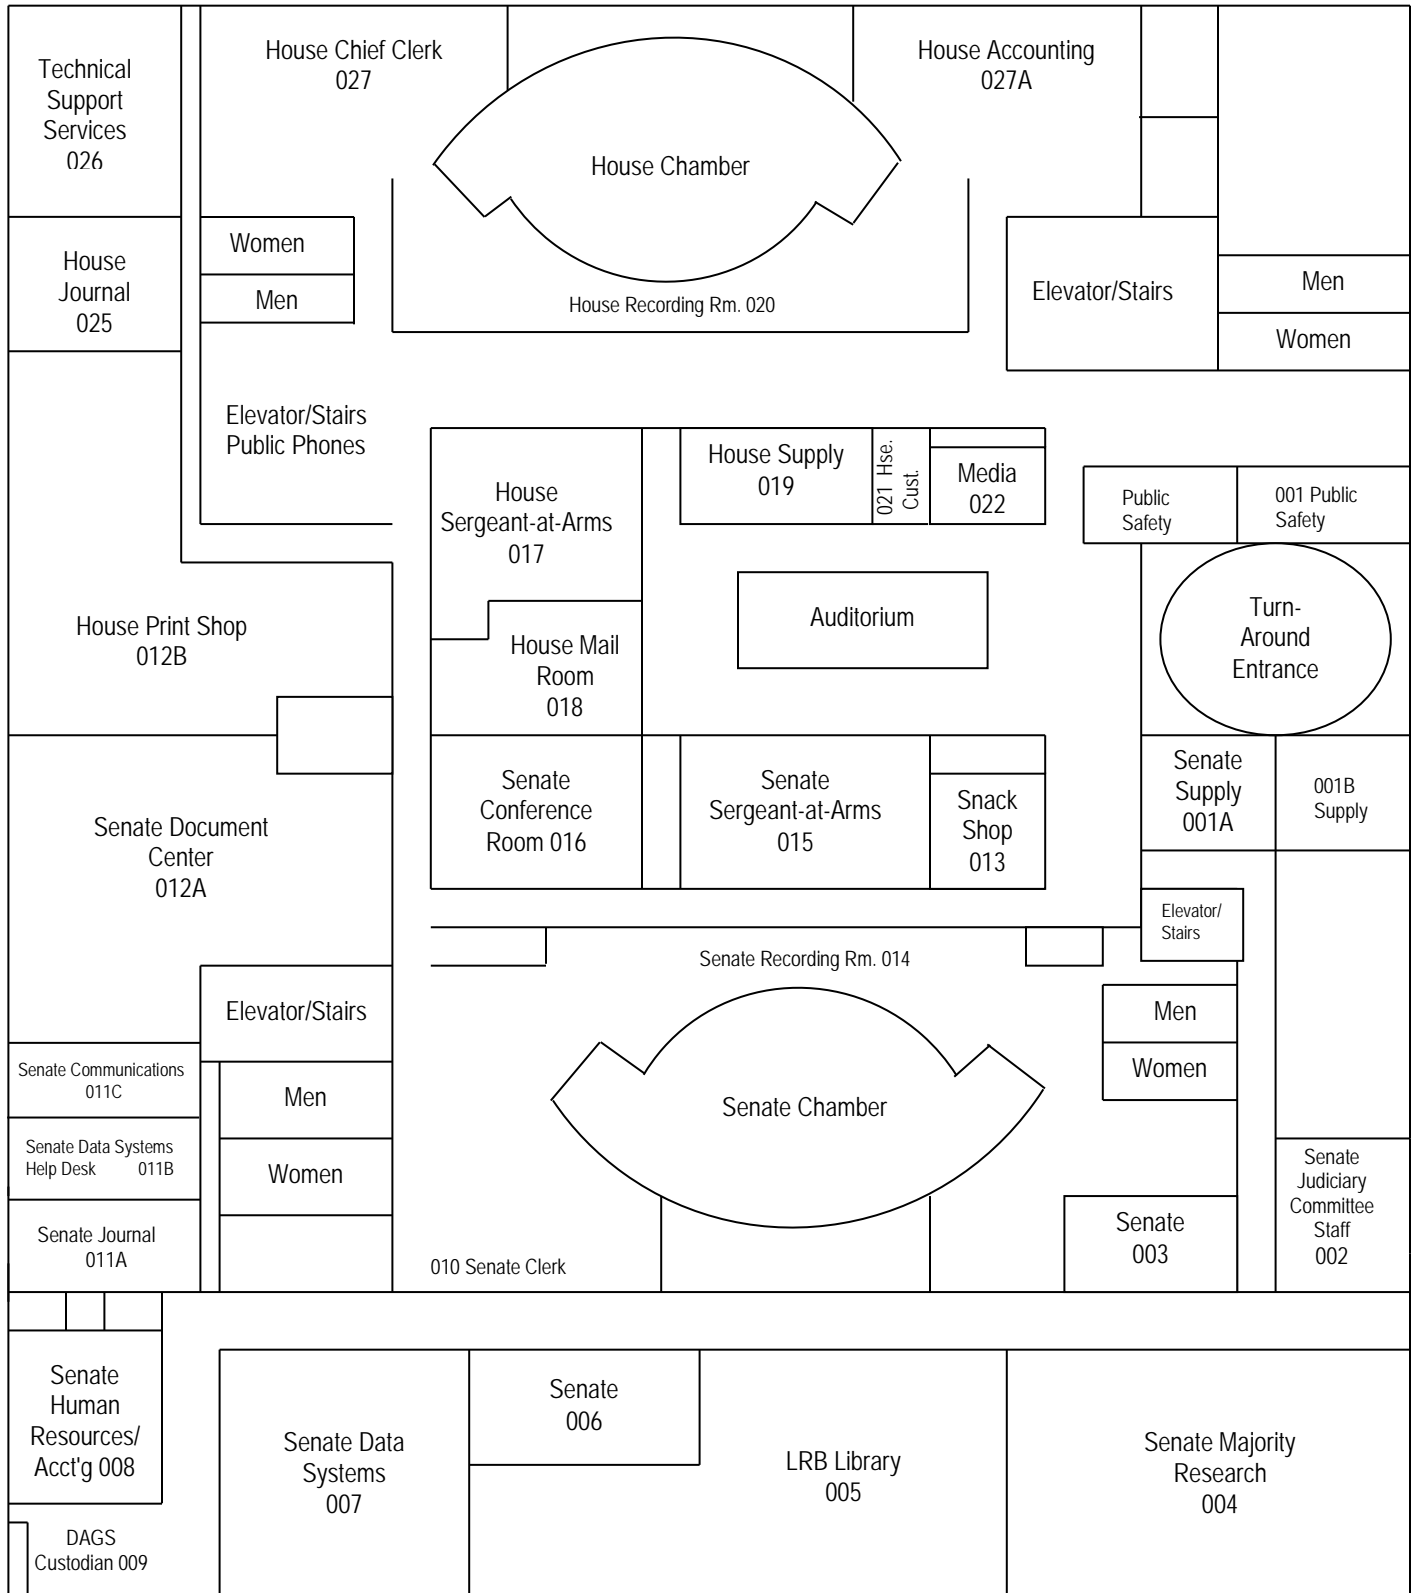 Technical
Support
Services
026
House Chief Clerk
027
House Chamber
House Accounting
027A
House
Journal
025
Women
Men
House Recording Rm. 020
Elevator/Stairs
Men
Women
Elevator/Stairs
Public Phones
House
Sergeant-at-Arms
017
House Supply
019
021 Hse.
Cust.
Media
022
Public
Safety
001 Public
Safety
House Print Shop
012B
House Mail
Room
018
Auditorium
Turn-
Around
Entrance
Senate Document
Center
012A
Senate
Conference
Room 016
Senate
Sergeant-at-Arms
015
Snack
Shop
013
Senate
Supply
001A
001B
Supply
Elevator/
Stairs
Senate Recording Rm. 014
Elevator/Stairs
Men
Women
Senate Communications
011C
Men
Senate Chamber
Senate Data Systems
Help Desk 011B
Women
Senate
Judiciary
Committee
Staff
002
Senate Journal
011A
010 Senate Clerk
Senate
003
Senate
Human
Resources/
Acct'g 008
Senate Data
Systems
007
Senate
006
LRB Library
005
Senate Majority
Research
004
DAGS
Custodian 009